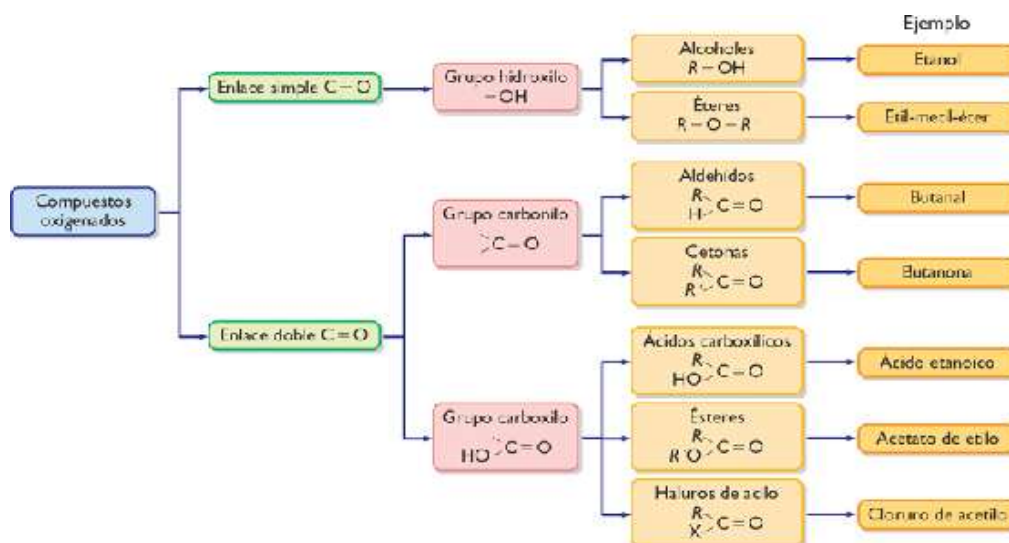 Ejemplo
Compuestos
oxigenados
Enlace simple C – O
Grupo hidroxilo
– OH
Alcoholes
R – OH
Etanol
Éteres
R – O – R
Etil-metil-éter
Enlace doble C = O
Grupo carbonilo
C = O
Aldehidos
R
H C = O
Butanal
Cetonas
R
R' C = O
Butanona
Grupo carboxilo
HO C = O
Ácidos carboxílicos
R
HO C = O
Ácido etanoico
Ésteres
R
R'O C = O
Acetato de etilo
Haluros de acilo
R
X C = O
Cloruro de acetilo